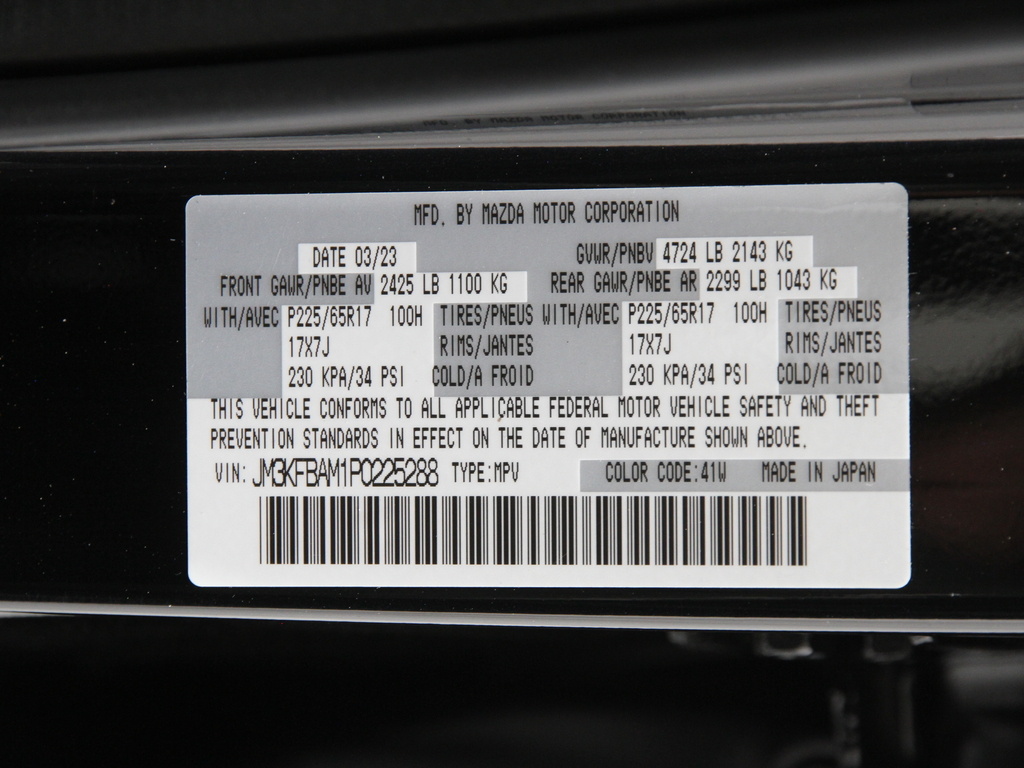 MFD. BY MAZDA MOTOR CORPORATION
MFD. BY MAZDA MOTOR CORPORATION
DATE 03/23 GVWR/PNBV 4724 LB 2143 KG
FRONT GAWR/PNBE AV 2425 LB 1100 KG REAR GAWR/PNBE AR 2299 LB 1043 KG
WITH/AVEC P225/65R17 100H TIRES/PNEUS WITH/AVEC P225/65R17 100H TIRES/PNEUS
17X7J RIMS/JANTES 17X7J RIMS/JANTES
230 KPA/34 PSI COLD/A FROID 230 KPA/34 PSI COLD/A FROID
THIS VEHICLE CONFORMS TO ALL APPLICABLE FEDERAL MOTOR VEHICLE SAFETY AND THEFT
PREVENTION STANDARDS IN EFFECT ON THE DATE OF MANUFACTURE SHOWN ABOVE.
VIN: JM3KFBAM1P0225288 TYPE:MPV COLOR CODE:41W MADE IN JAPAN